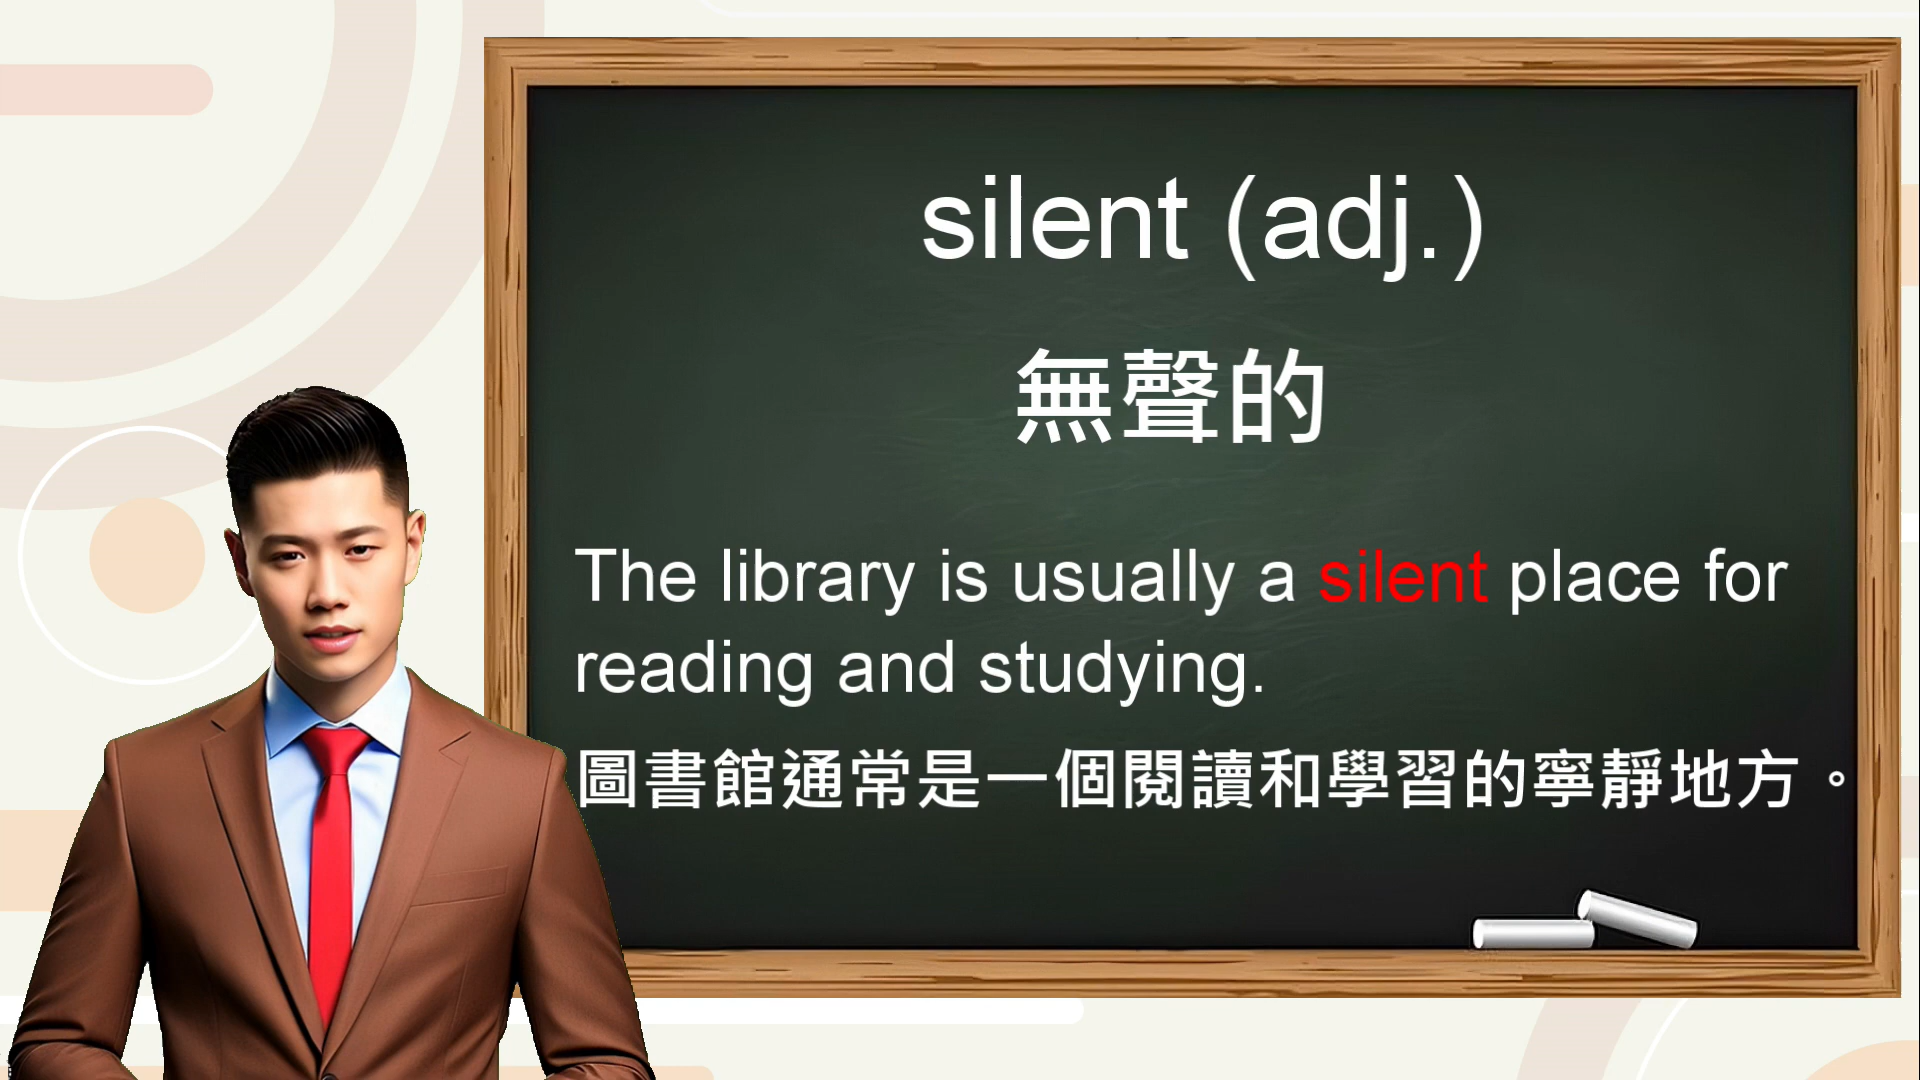 silent (adj.)
無聲的
The library is usually a silent place for
reading and studying.
圖書館通常是一個閱讀和學習的寧靜地方。